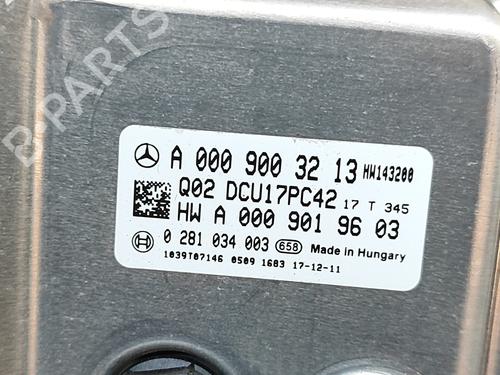 B-PARTS
A 000 900 32 13 HW143200
Q02 DCU17PC42 17 T 345
HW A 000 901 96 03
0 281 034 003 658 Made in Hungary
1039T07146 0509 1683 17-12-11